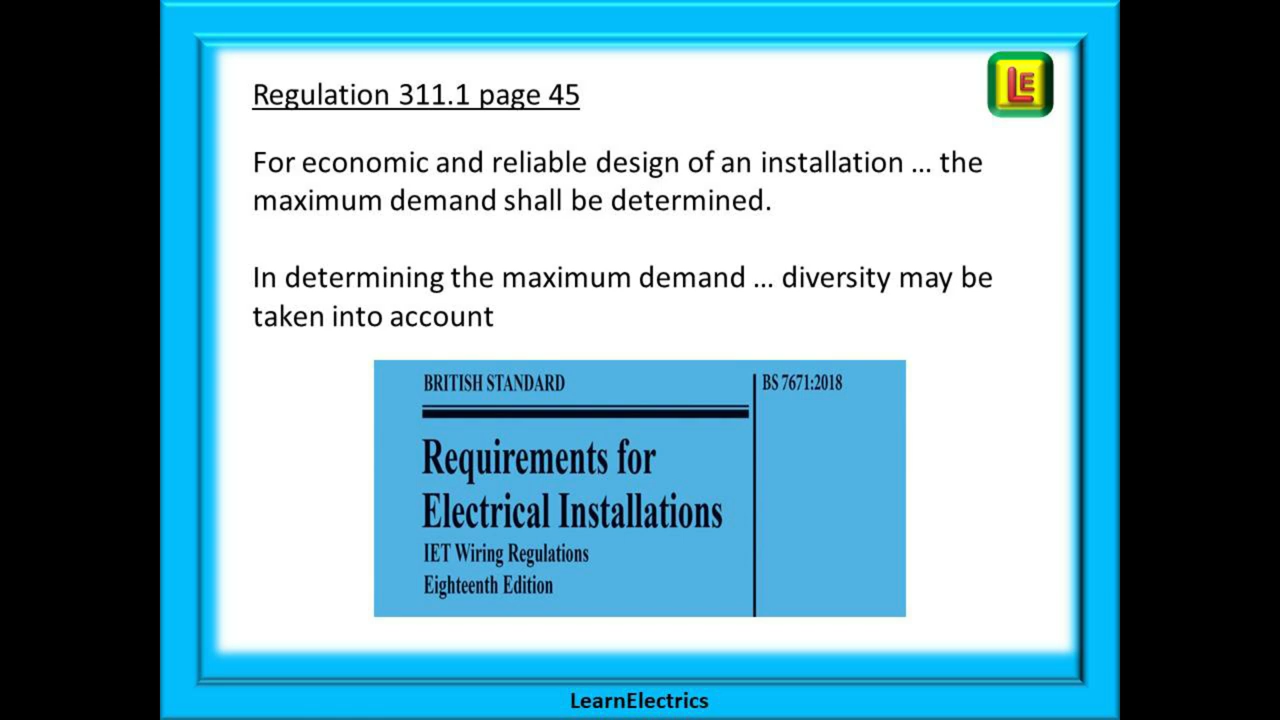 Regulation 311.1 page 45
LE
For economic and reliable design of an installation … the
maximum demand shall be determined.
In determining the maximum demand … diversity may be
taken into account
BRITISH STANDARD
BS 7671:2018
Requirements for
Electrical Installations
IET Wiring Regulations
Eighteenth Edition
LearnElectrics